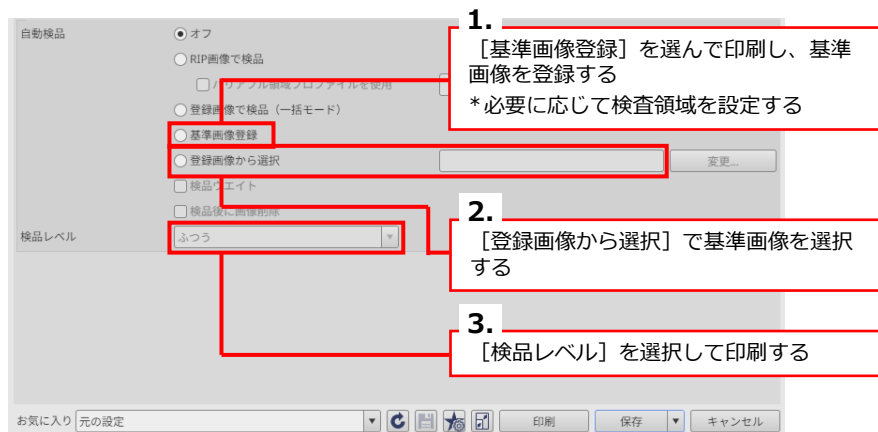 自動検品
オフ
RIP画像で検品
バリアブル領域プロファイルを使用
登録画像で検品（一括モード）
基準画像登録
登録画像から選択
変更...
検品ウエイト
検品後に画像削除
検品レベル
ふつう
1.
［基準画像登録］を選んで印刷し、基準
画像を登録する
*必要に応じて検査領域を設定する
2.
［登録画像から選択］で基準画像を選択
する
3.
［検品レベル］を選択して印刷する
お気に入り 元の設定 印刷 保存 キャンセル